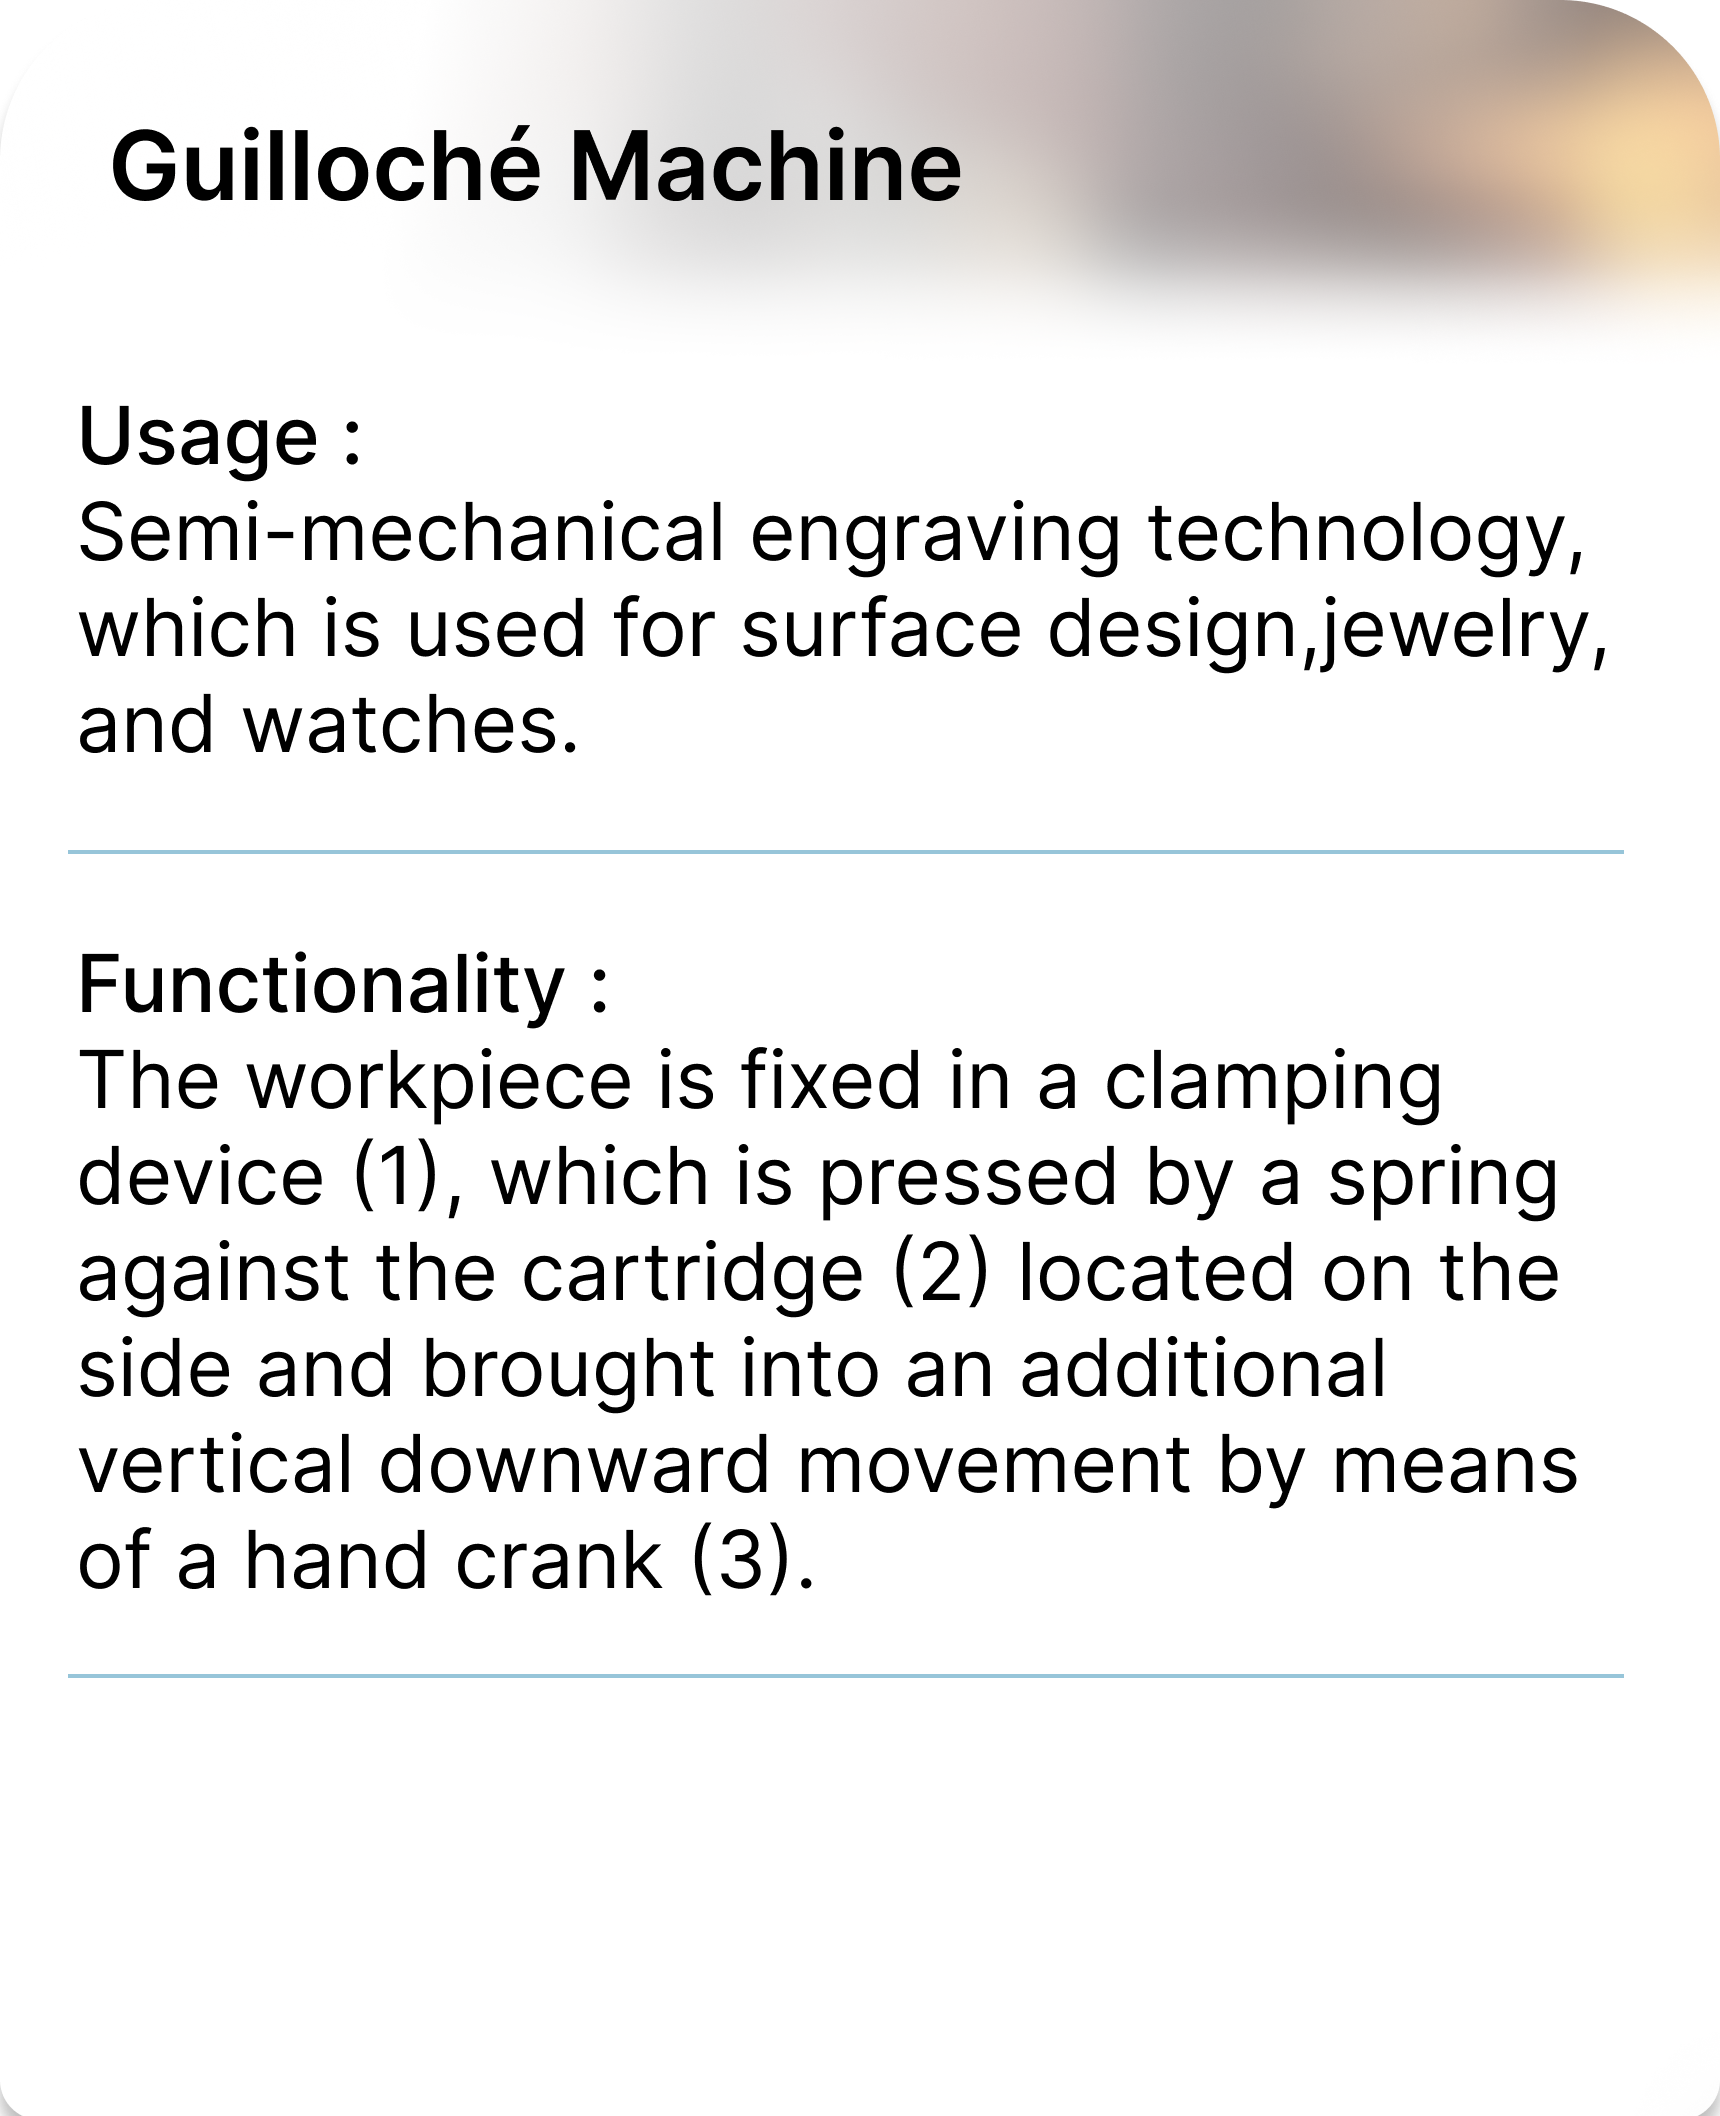 Guilloché Machine
Usage :
Semi-mechanical engraving technology,
which is used for surface design,jewelry,
and watches.
Functionality :
The workpiece is fixed in a clamping
device (1), which is pressed by a spring
against the cartridge (2) located on the
side and brought into an additional
vertical downward movement by means
of a hand crank (3).